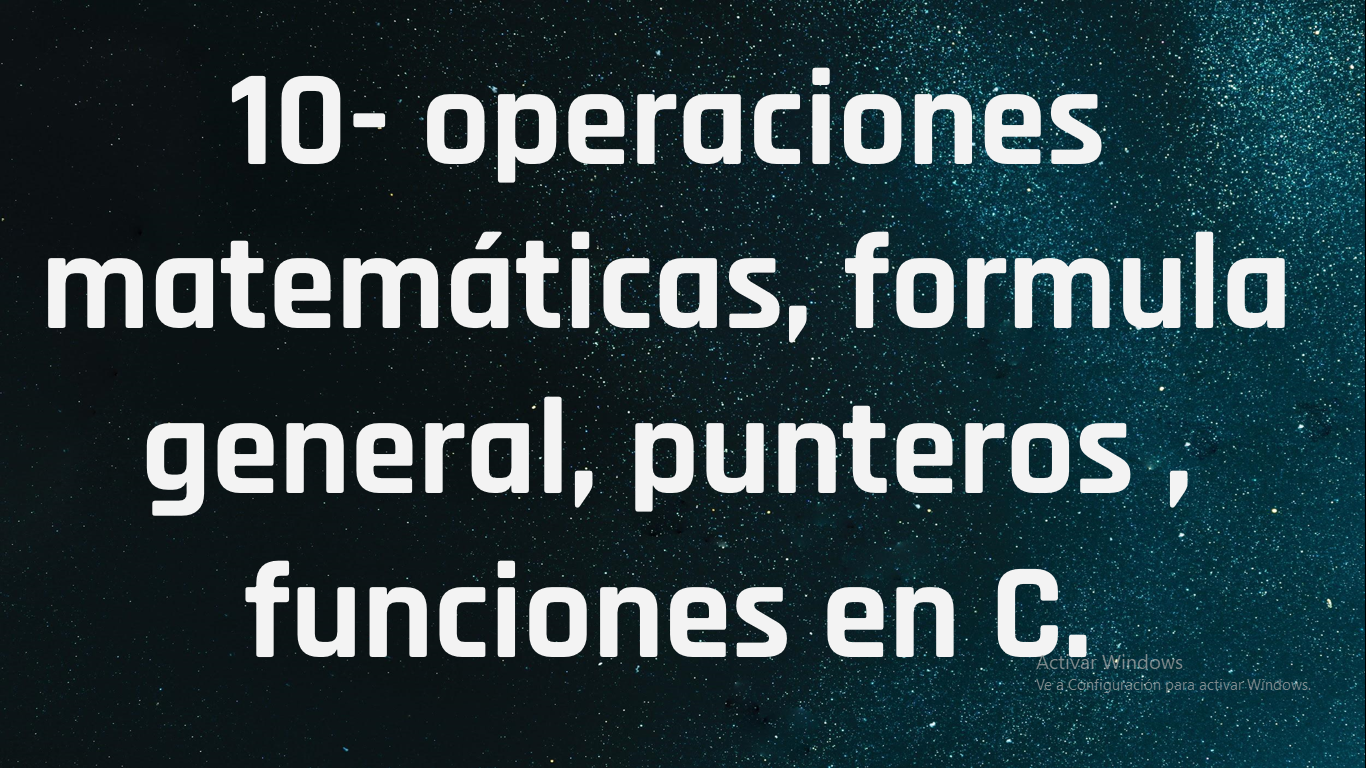 10- operaciones
matemáticas, formula
general, punteros ,
funciones en C.
Activar Windows
Ve a Configuración para activar Windows.